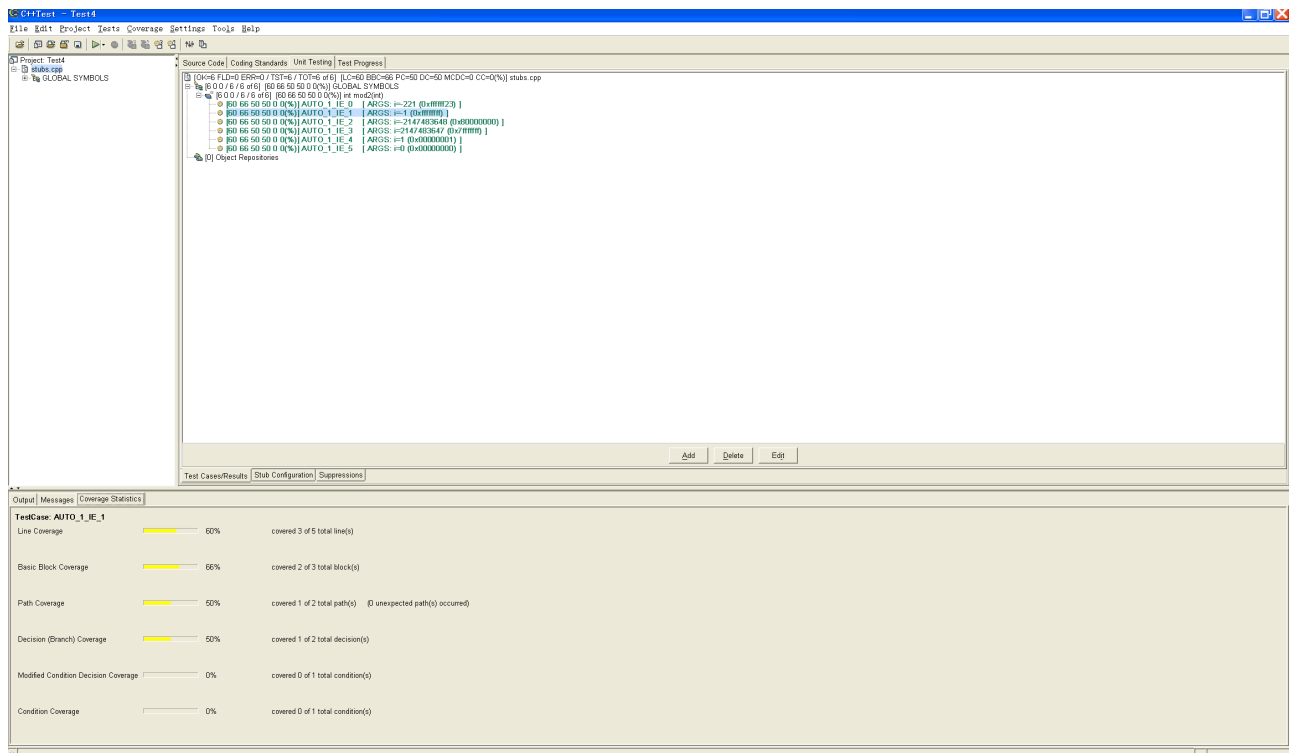 C++Test - Test4
File Edit Project Tests Coverage Settings Tools Help
Project: Test4
stubs.cpp
GLOBAL SYMBOLS
Source Code Coding Standards Unit Testing Test Progress
[OK=6 FLD=0 ERR=0 / TST=6 / TOT=6 of 6] [LC=60 BBC=66 PC=50 DC=50 MCDC=0 CC=0(%)] stubs.cpp
[6 0 0 / 6 / 6 of 6] [60 66 50 50 0 0(%)] GLOBAL SYMBOLS
[6 0 0 / 6 / 6 of 6] [60 66 50 50 0 0(%)] int mod2(int)
[60 66 50 50 0 0(%)] AUTO_1_IE_0 [ ARGS: i=-221 (0xffffff23) ]
[60 66 50 50 0 0(%)] AUTO_1_IE_1 [ ARGS: i=-1 (0xffffffff) ]
[60 66 50 50 0 0(%)] AUTO_1_IE_2 [ ARGS: i=-2147483648 (0x80000000) ]
[60 66 50 50 0 0(%)] AUTO_1_IE_3 [ ARGS: i=2147483647 (0x7fffffff) ]
[60 66 50 50 0 0(%)] AUTO_1_IE_4 [ ARGS: i=1 (0x00000001) ]
[60 66 50 50 0 0(%)] AUTO_1_IE_5 [ ARGS: i=0 (0x00000000) ]
[0] Object Repositories
Add Delete Edit
Test Cases/Results Stub Configuration Suppressions
Output Messages Coverage Statistics
TestCase: AUTO_1_IE_1
Line Coverage 60% covered 3 of 5 total line(s)
Basic Block Coverage 66% covered 2 of 3 total block(s)
Path Coverage 50% covered 1 of 2 total path(s) (0 unexpected path(s) occurred)
Decision (Branch) Coverage 50% covered 1 of 2 total decision(s)
Modified Condition Decision Coverage 0% covered 0 of 1 total condition(s)
Condition Coverage 0% covered 0 of 1 total condition(s)